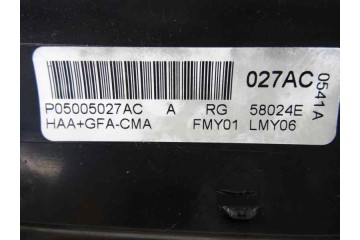 027AC
0541A
P05005027AC A RG 58024E
HAA+GFA-CMA FMY01 LMY06